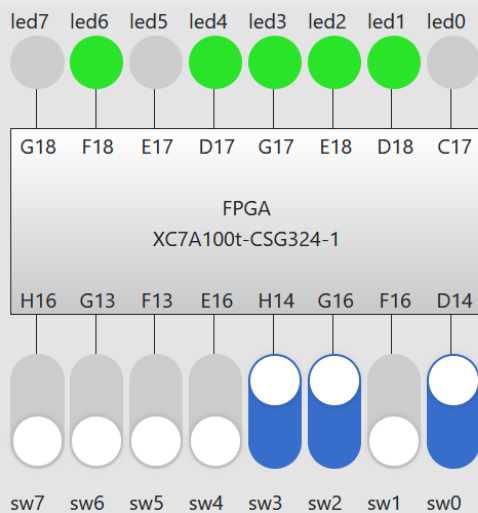 led7 led6 led5 led4 led3 led2 led1 led0
G18 F18 E17 D17 G17 E18 D18 C17
FPGA
XC7A100t-CSG324-1
H16 G13 F13 E16 H14 G16 F16 D14
sw7 sw6 sw5 sw4 sw3 sw2 sw1 sw0